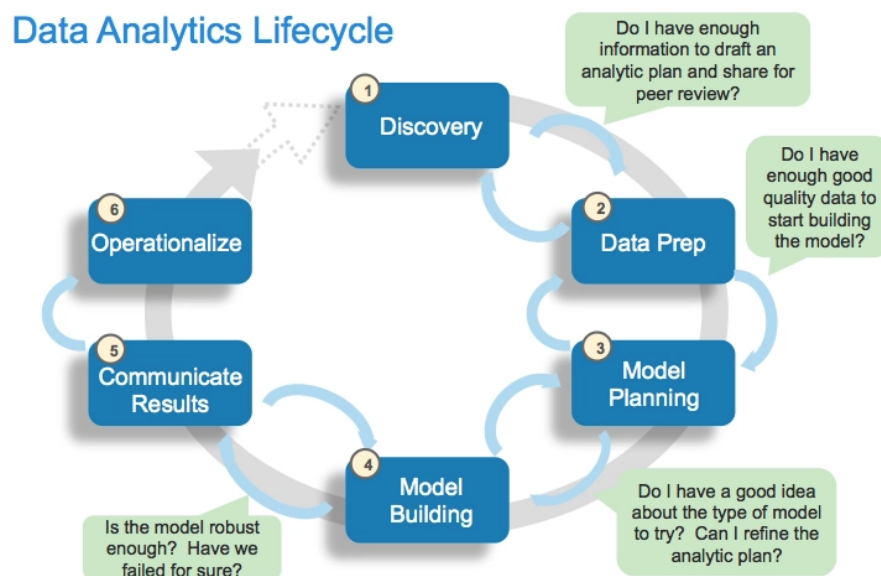 Data Analytics Lifecycle
Do I have enough
information to draft an
analytic plan and share for
peer review?
1
Discovery
Do I have
enough good
quality data to
start building
the model?
2
Data Prep
6
Operationalize
3
Model
Planning
5
Communicate
Results
4
Model
Building
Do I have a good idea
about the type of model
to try? Can I refine the
analytic plan?
Is the model robust
enough? Have we
failed for sure?